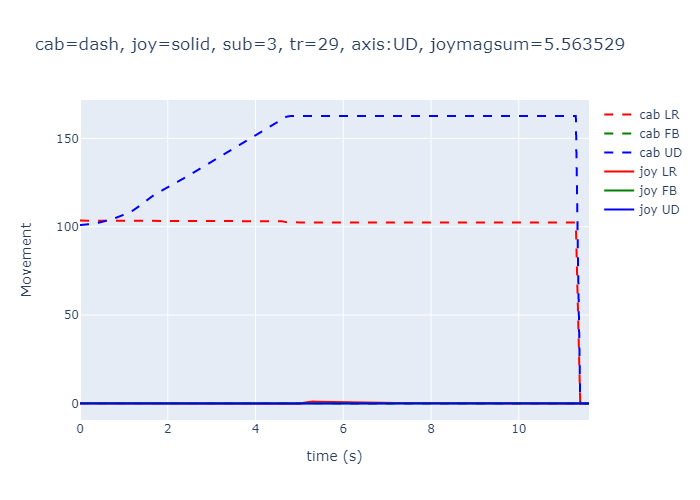 cab=dash, joy=solid, sub=3, tr=29, axis:UD, joymagsum=5.563529
cab LR
cab FB
cab UD
joy LR
joy FB
joy UD
Movement
150
100
50
0
0 2 4 6 8 10
time (s)